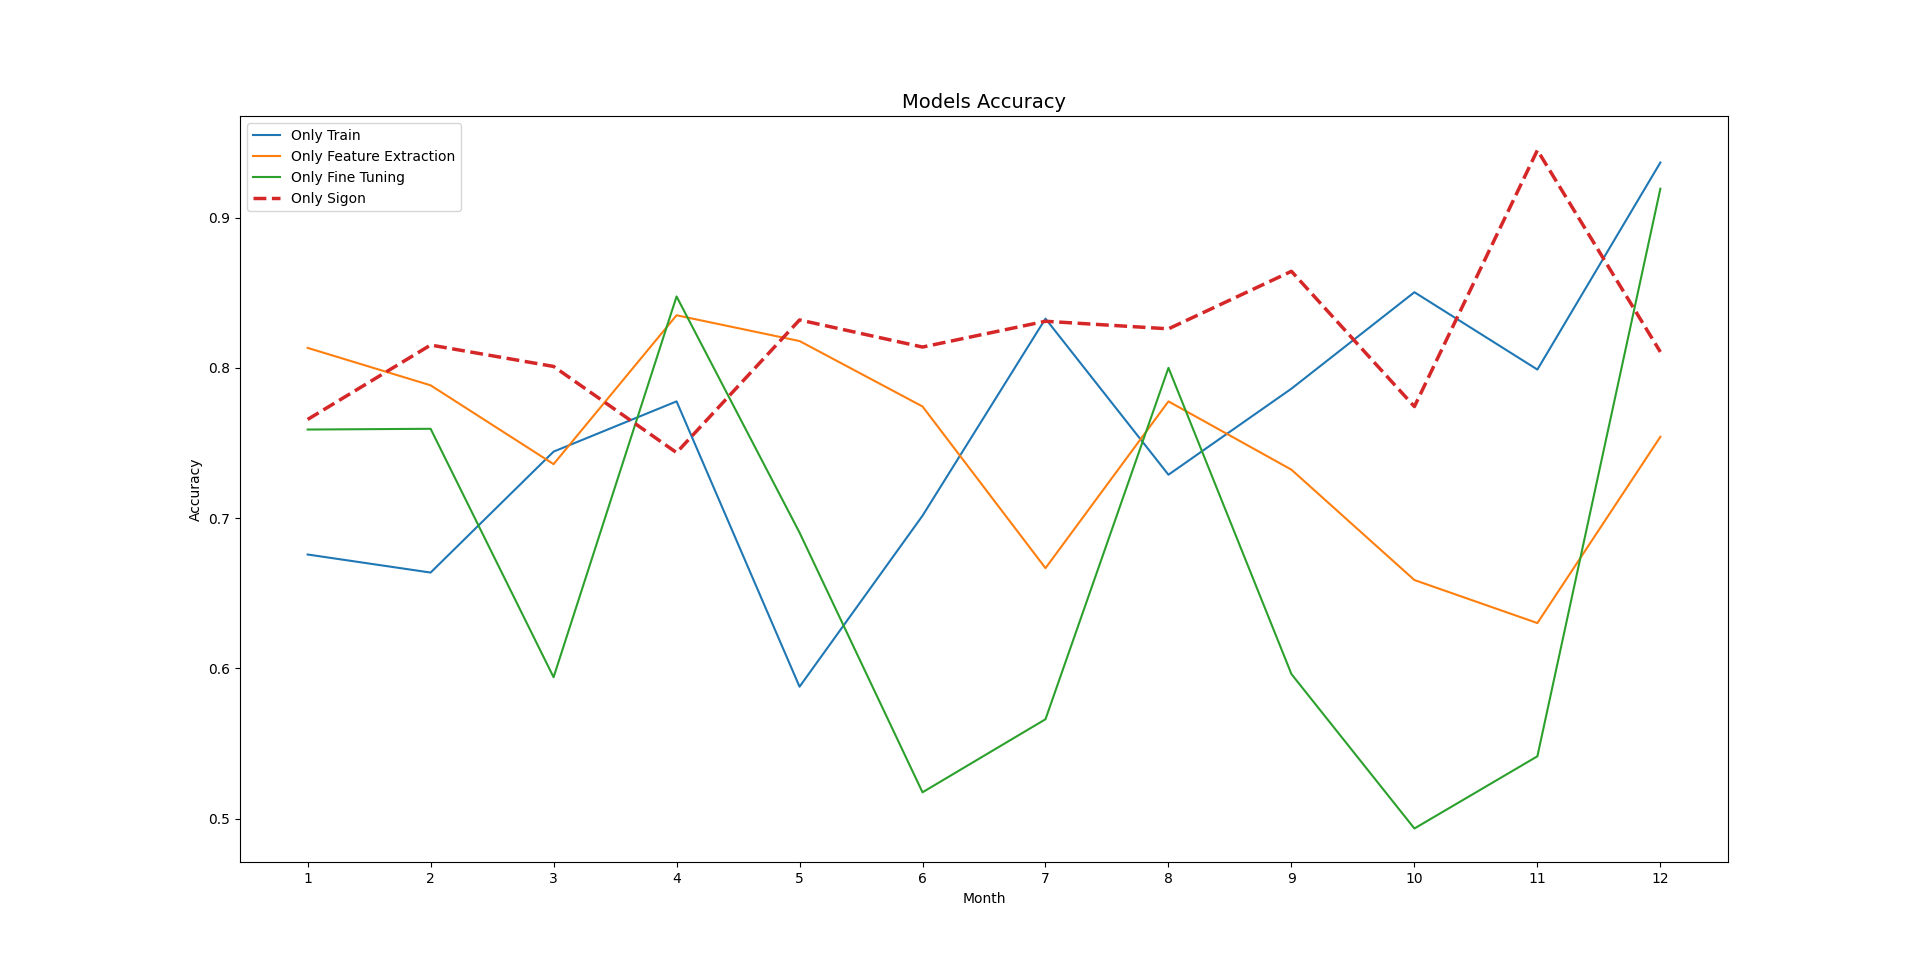 Models Accuracy
Only Train
Only Feature Extraction
Only Fine Tuning
Only Sigon
0.9
0.8
0.7
0.6
0.5
Accuracy
1 2 3 4 5 6 7 8 9 10 11 12
Month